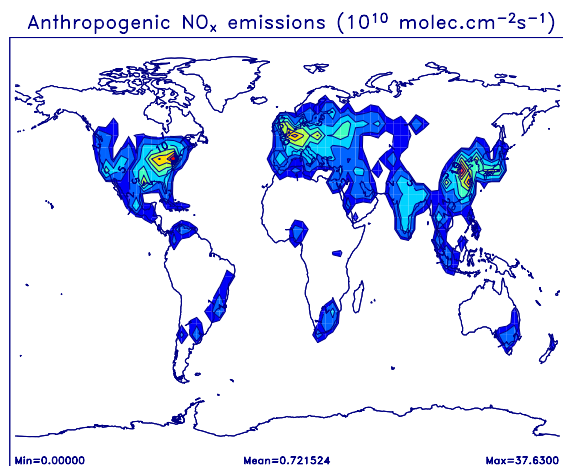 Anthropogenic NOₓ emissions (10¹⁰ molec.cm⁻²s⁻¹)
Min=0.00000 Mean=0.721524 Max=37.6300